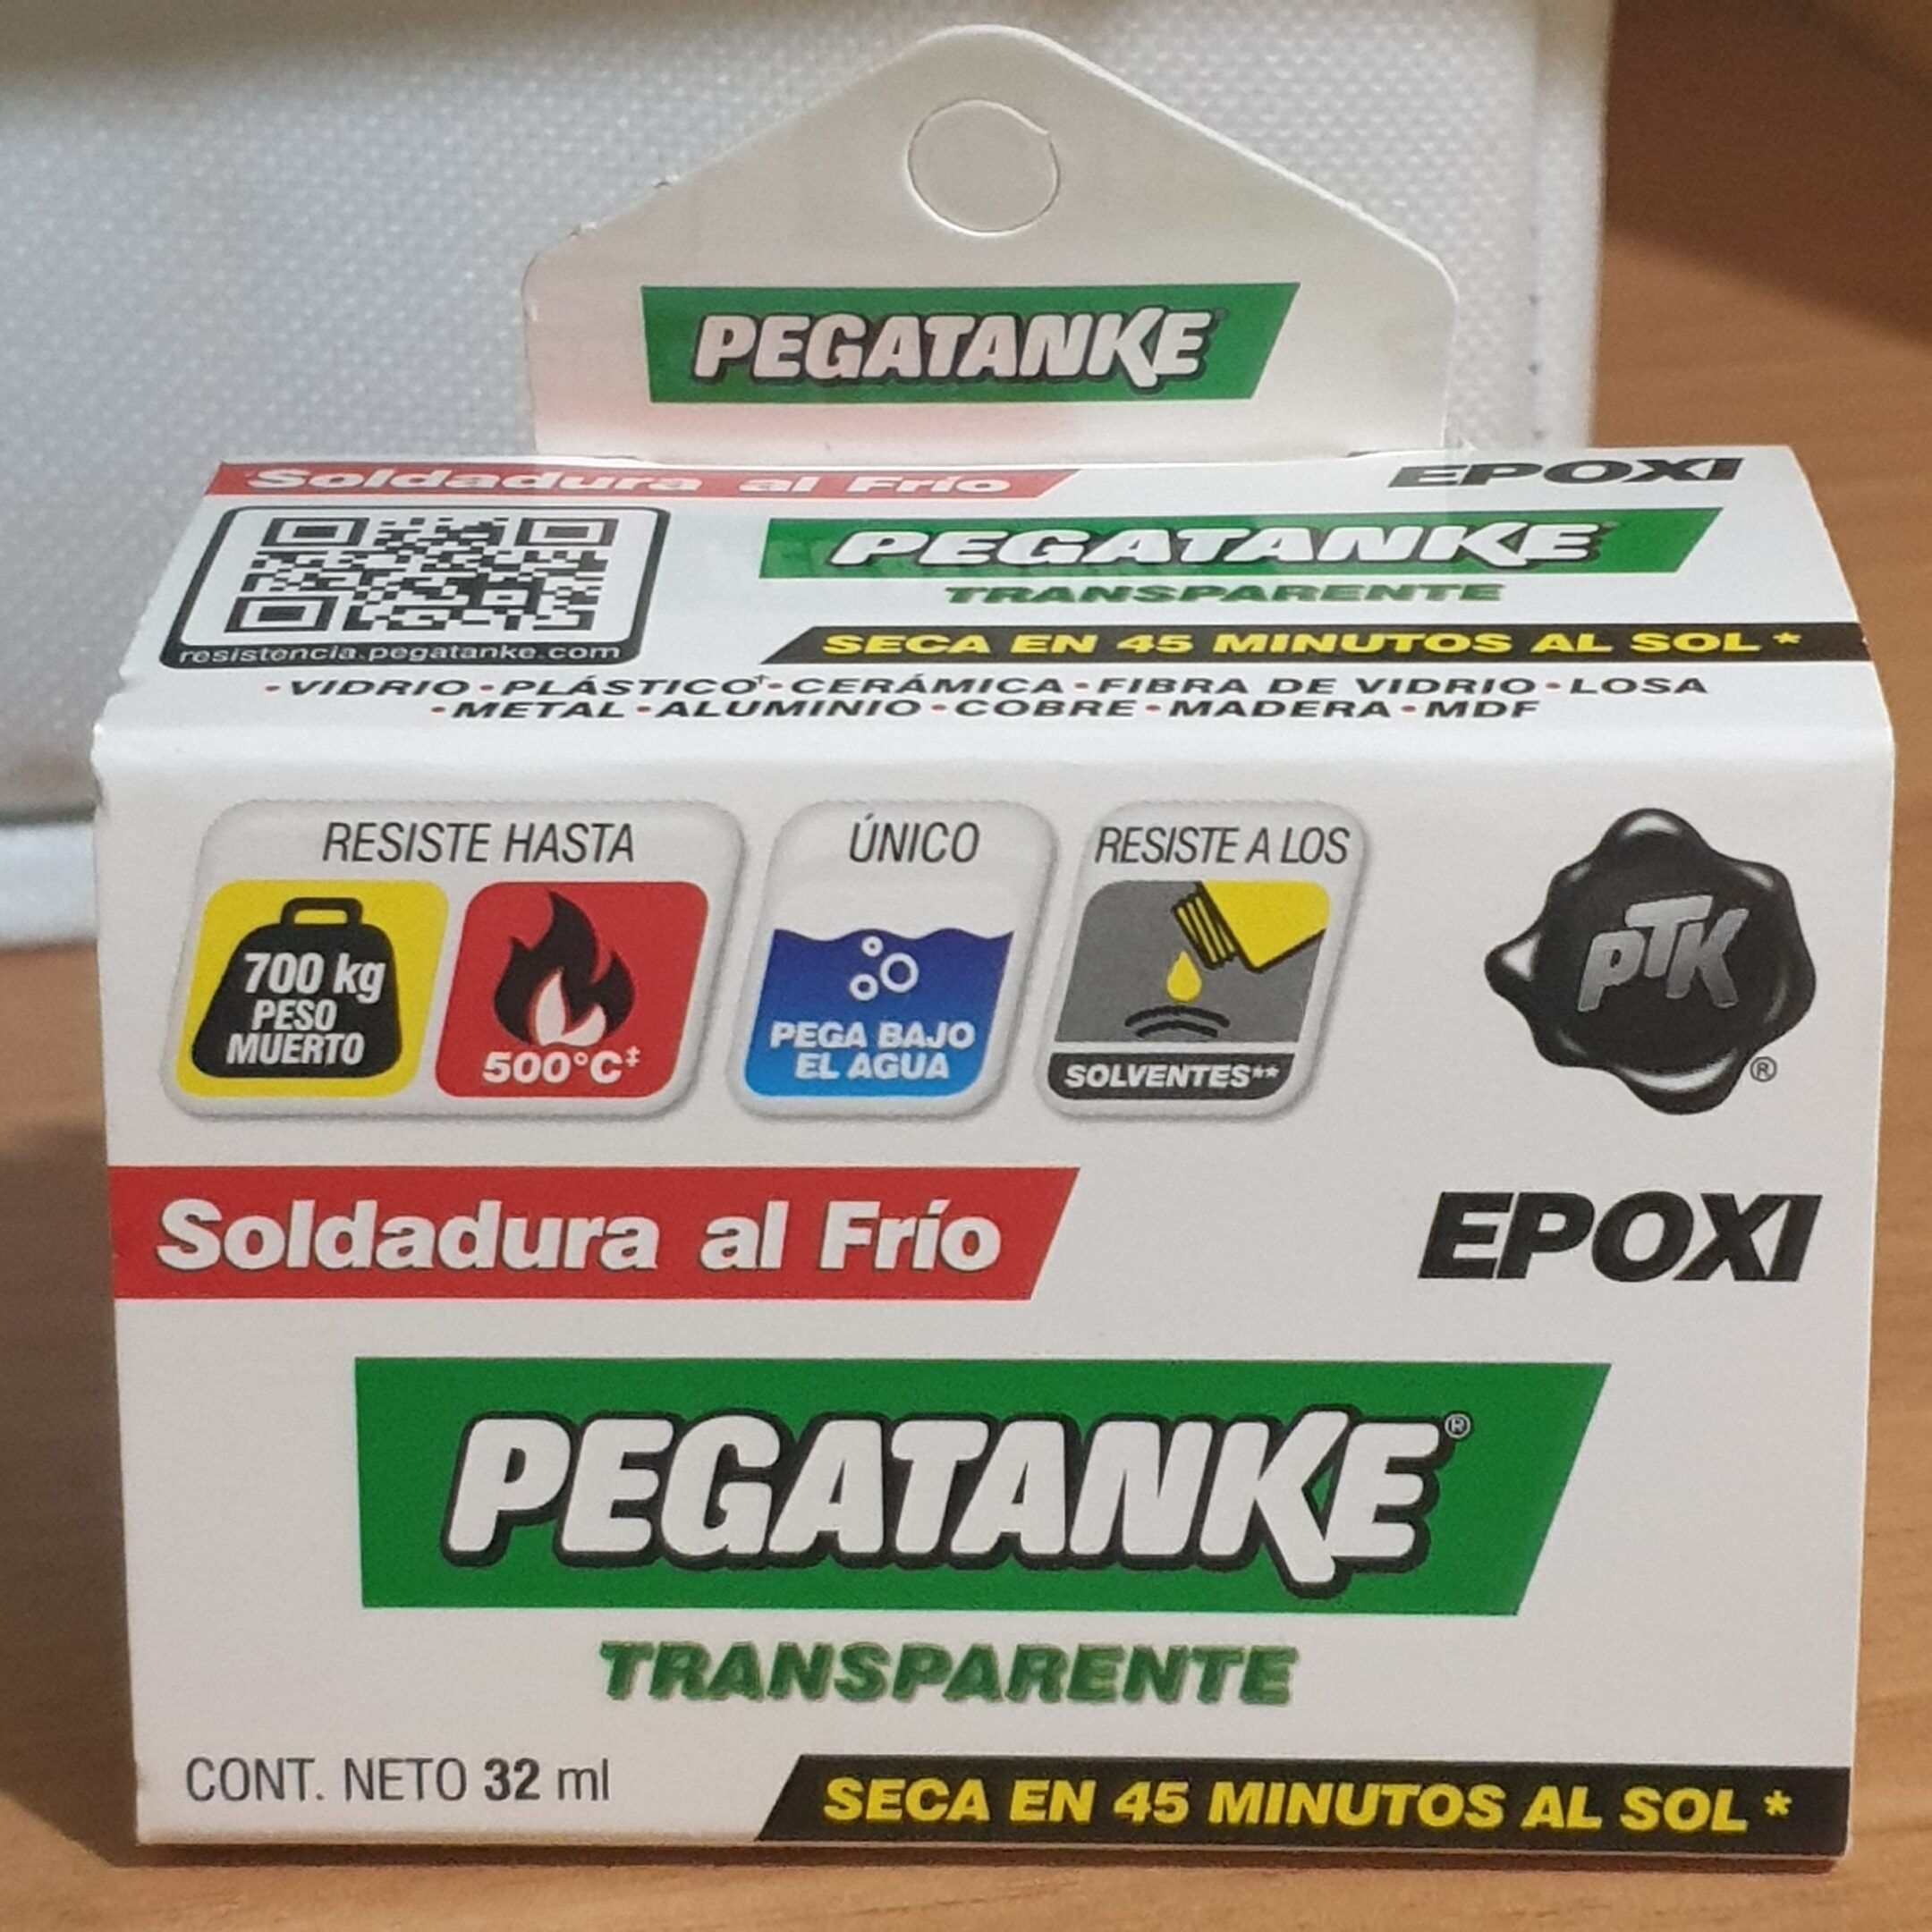 PEGATANKE
Soldadura al Frío
EPOXI
resistencia.pegatanke.com
PEGATANKE
TRANSPARENTE
SECA EN 45 MINUTOS AL SOL *
•VIDRIO •PLÁSTICO†•CERÁMICA •FIBRA DE VIDRIO •LOSA
•METAL •ALUMINIO •COBRE •MADERA •MDF
RESISTE HASTA
700 kg
PESO
MUERTO
500°C‡
ÚNICO
PEGA BAJO
EL AGUA
RESISTE A LOS
SOLVENTES**
PTK
®
Soldadura al Frío
EPOXI
PEGATANKE®
TRANSPARENTE
CONT. NETO 32 ml
SECA EN 45 MINUTOS AL SOL *